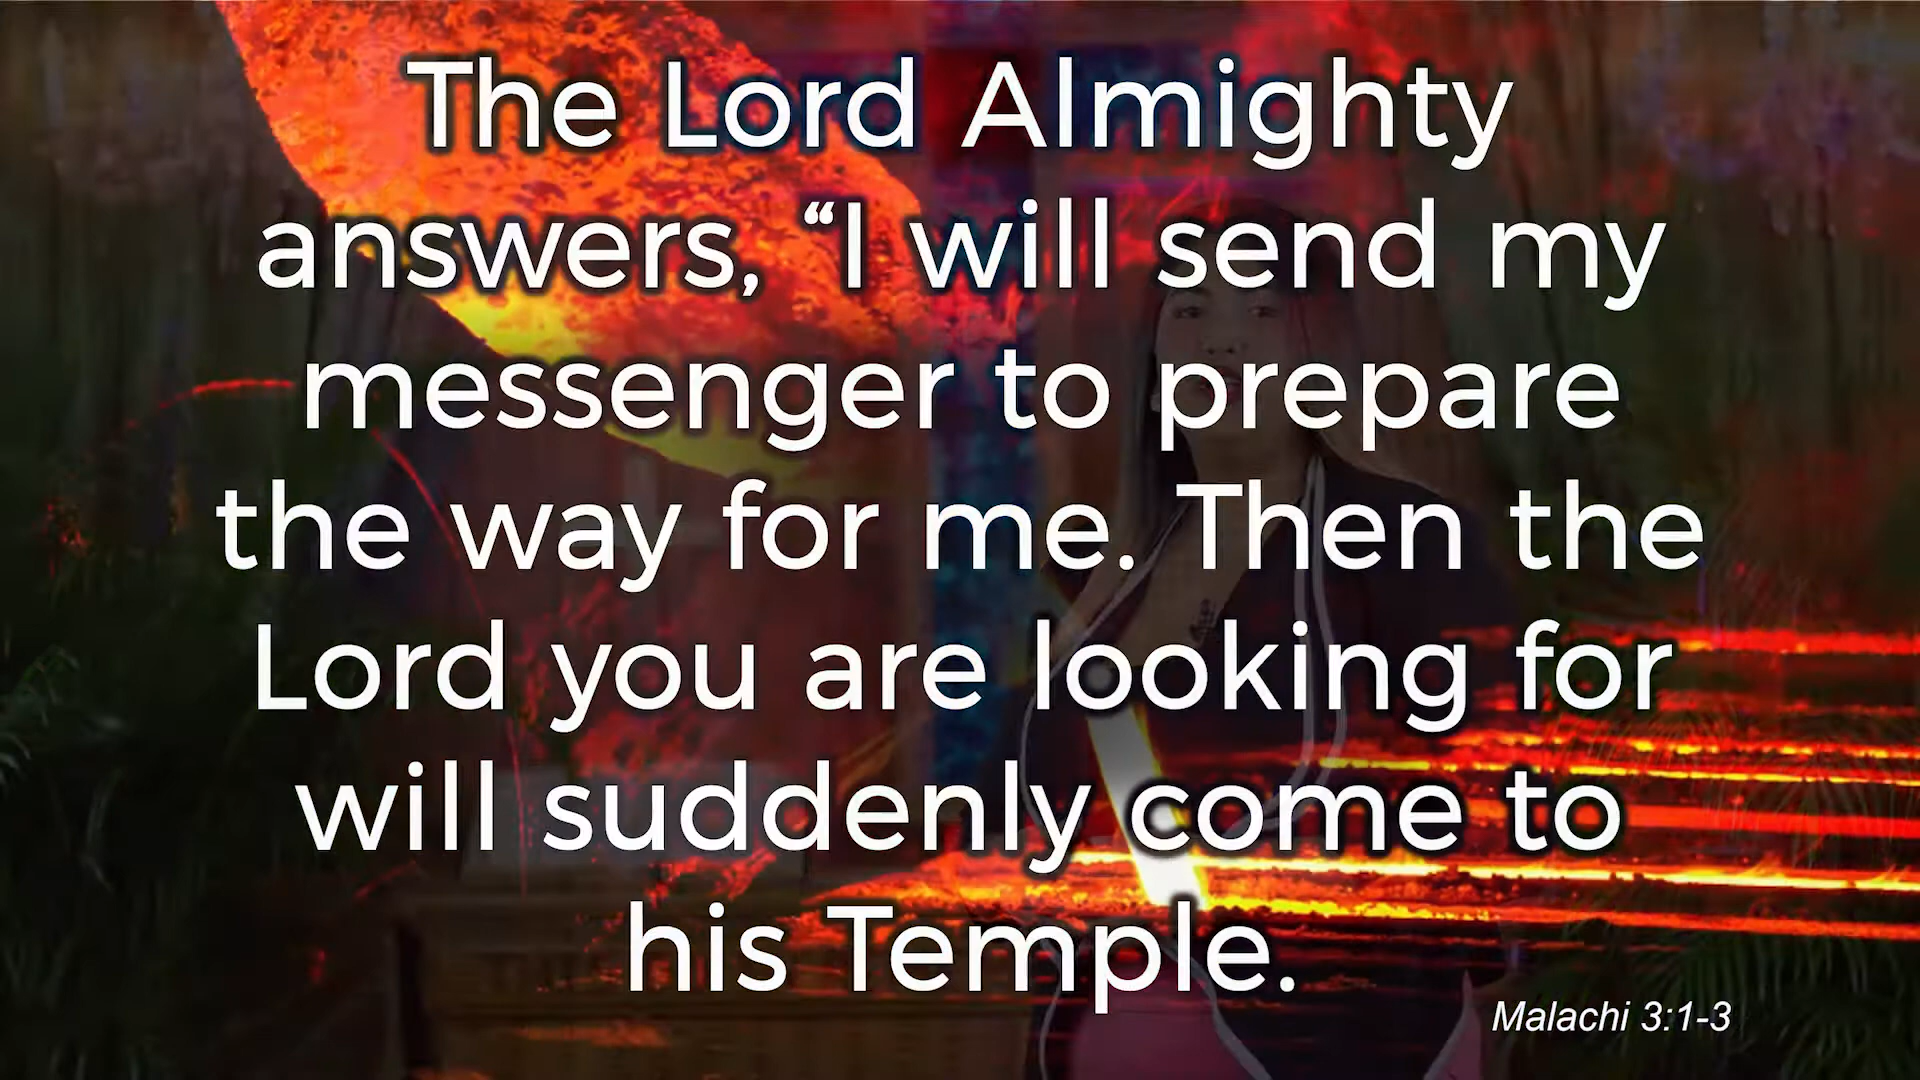 The Lord Almighty
answers, “I will send my
messenger to prepare
the way for me. Then the
Lord you are looking for
will suddenly come to
his Temple.
Malachi 3:1-3